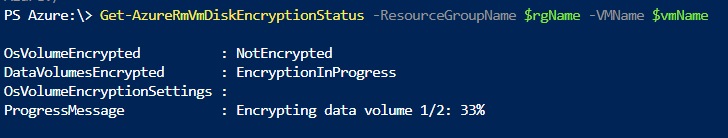 PS Azure:\> Get-AzureRmVmDiskEncryptionStatus -ResourceGroupName $rgName -VMName $vmName
OsVolumeEncrypted : NotEncrypted
DataVolumesEncrypted : EncryptionInProgress
OsVolumeEncryptionSettings :
ProgressMessage : Encrypting data volume 1/2: 33%